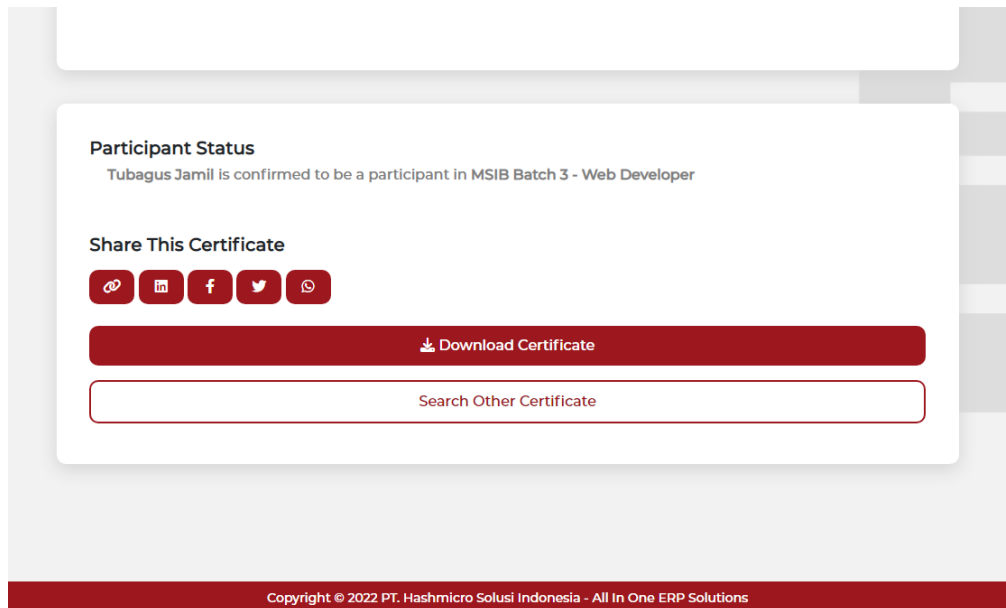 Participant Status
Tubagus Jamil is confirmed to be a participant in MSIB Batch 3 - Web Developer
Share This Certificate
Download Certificate
Search Other Certificate
Copyright © 2022 PT. Hashmicro Solusi Indonesia - All In One ERP Solutions